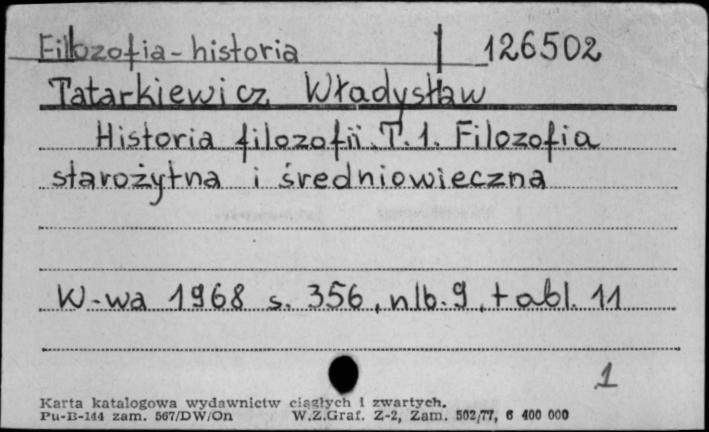 Filozofia - historia 126502
Tatarkiewicz Władysław
Historia filozofii. T. 1. Filozofia
starożytna i średniowieczna
W-wa 1968 s. 356, nlb. 9, tabl. 11
1
Karta katalogowa wydawnictw ciągłych i zwartych.
Pu-B-144 zam. 567/DW/On W.Z.Graf. Z-2, Zam. 502/77, 6 400 000